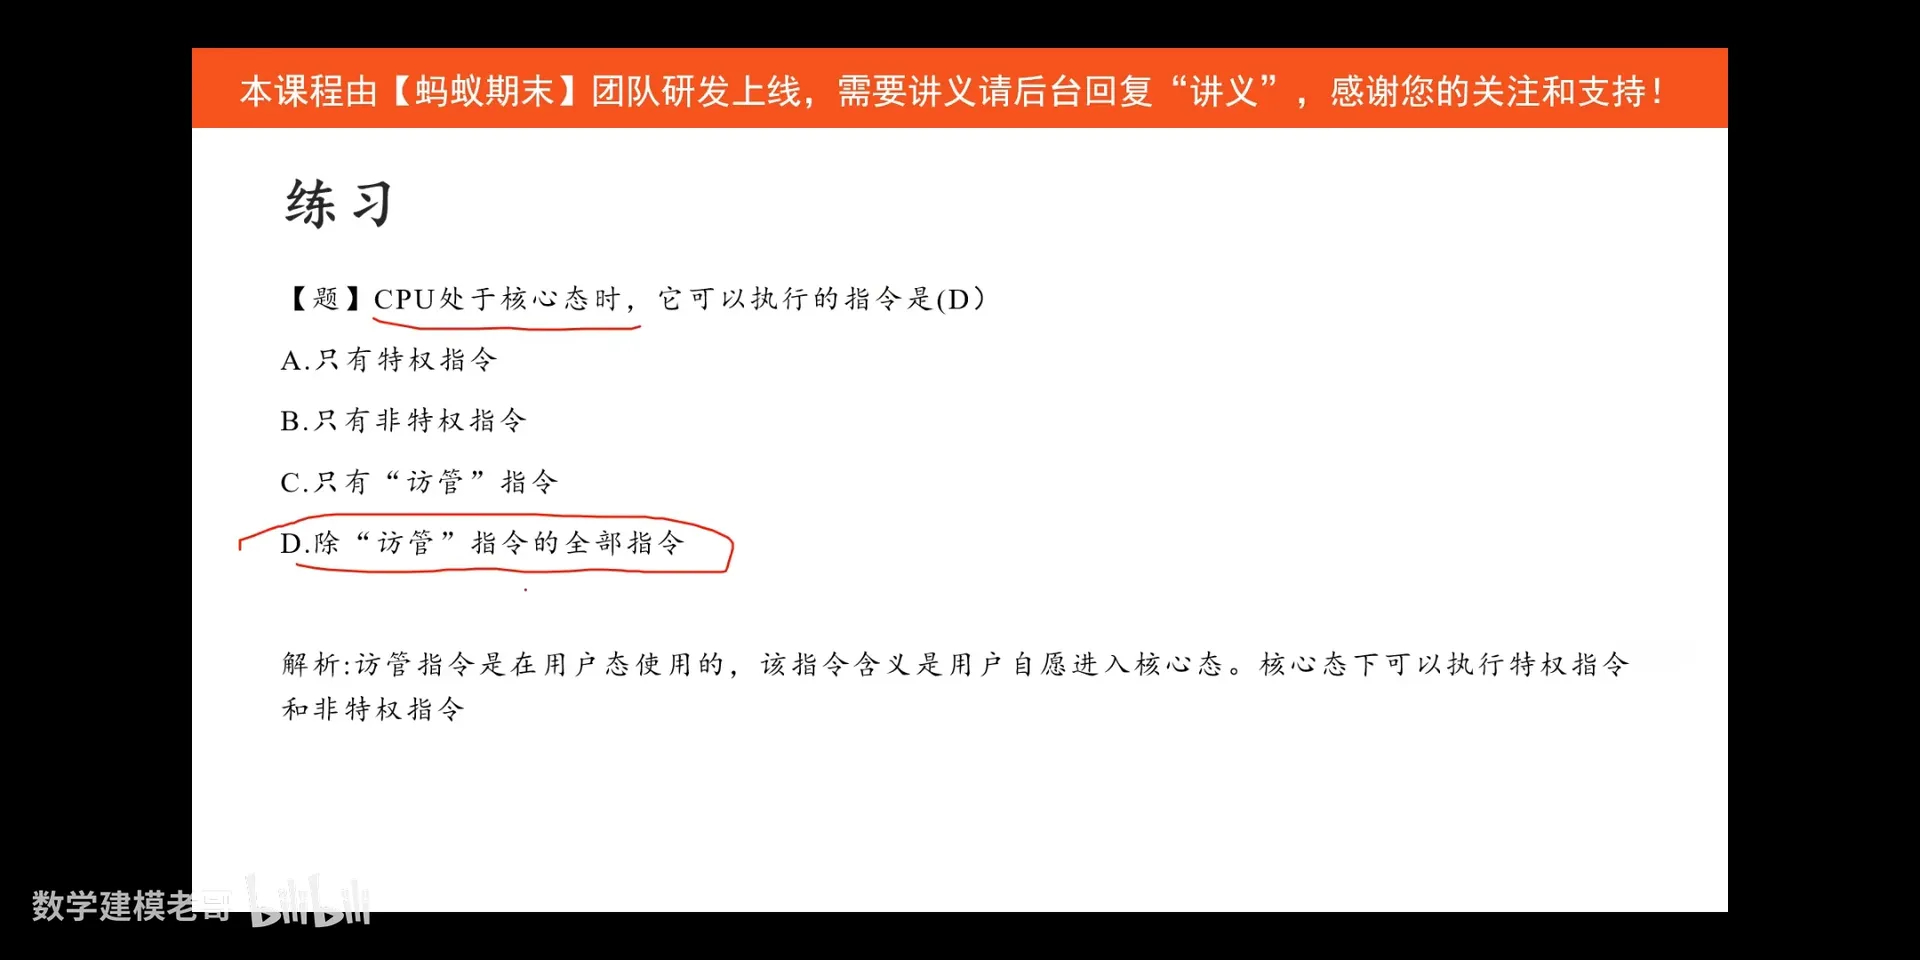 本课程由【蚂蚁期末】团队研发上线，需要讲义请后台回复“讲义”，感谢您的关注和支持！
练习
【题】CPU处于核心态时，它可以执行的指令是(D）
A.只有特权指令
B.只有非特权指令
C.只有“访管”指令
D.除“访管”指令的全部指令
解析:访管指令是在用户态使用的，该指令含义是用户自愿进入核心态。核心态下可以执行特权指令
和非特权指令
数学建模老哥 bilibili